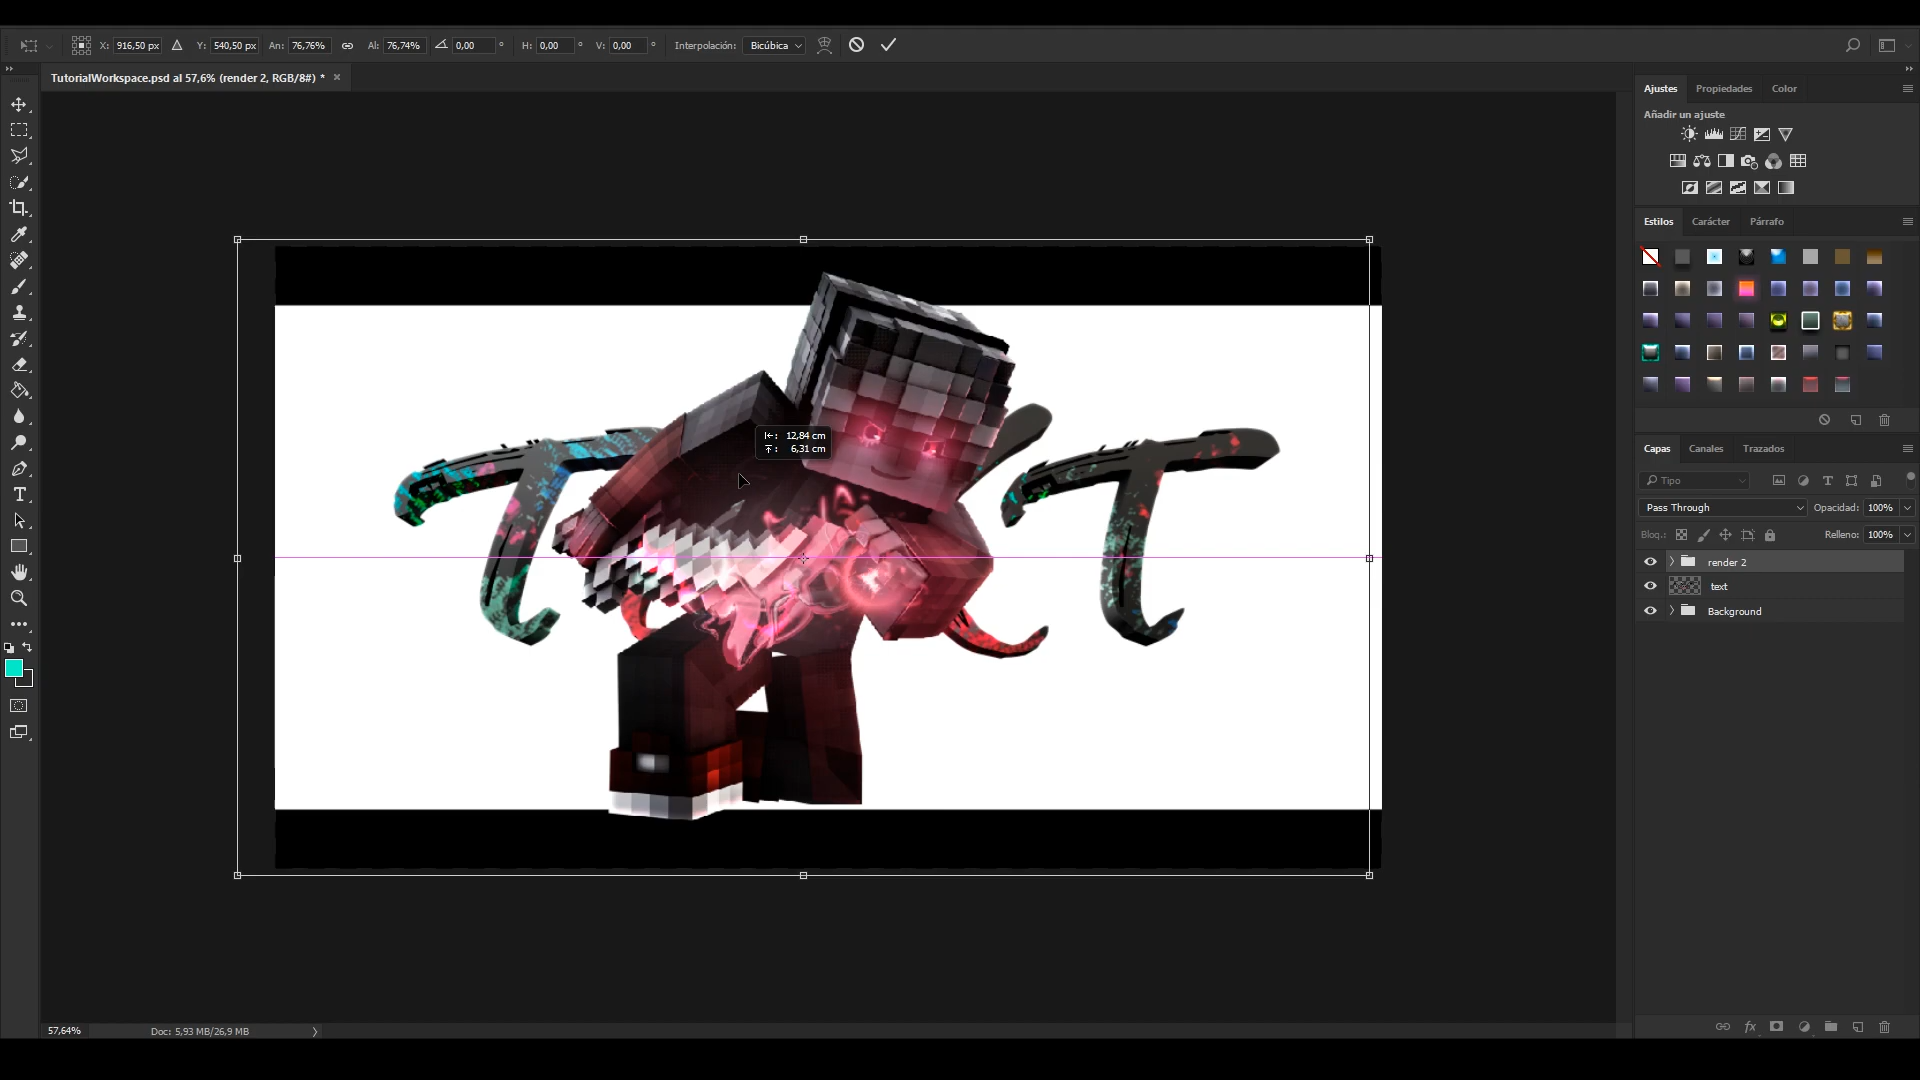 X: 916,50 px Y: 540,50 px An: 76,76% Al: 76,74% 0,00 ° H: 0,00 ° V: 0,00 ° Interpolación: Bicúbica
TutorialWorkspace.psd al 57,6% (render 2, RGB/8#) * ×
Ajustes Propiedades Color
Añadir un ajuste
Estilos Carácter Párrafo
12,84 cm
6,31 cm
Capas Canales Trazados
Tipo
Pass Through Opacidad: 100%
Bloq.: Relleno: 100%
render 2
text
Background
57,64% Doc: 5,93 MB/26,9 MB